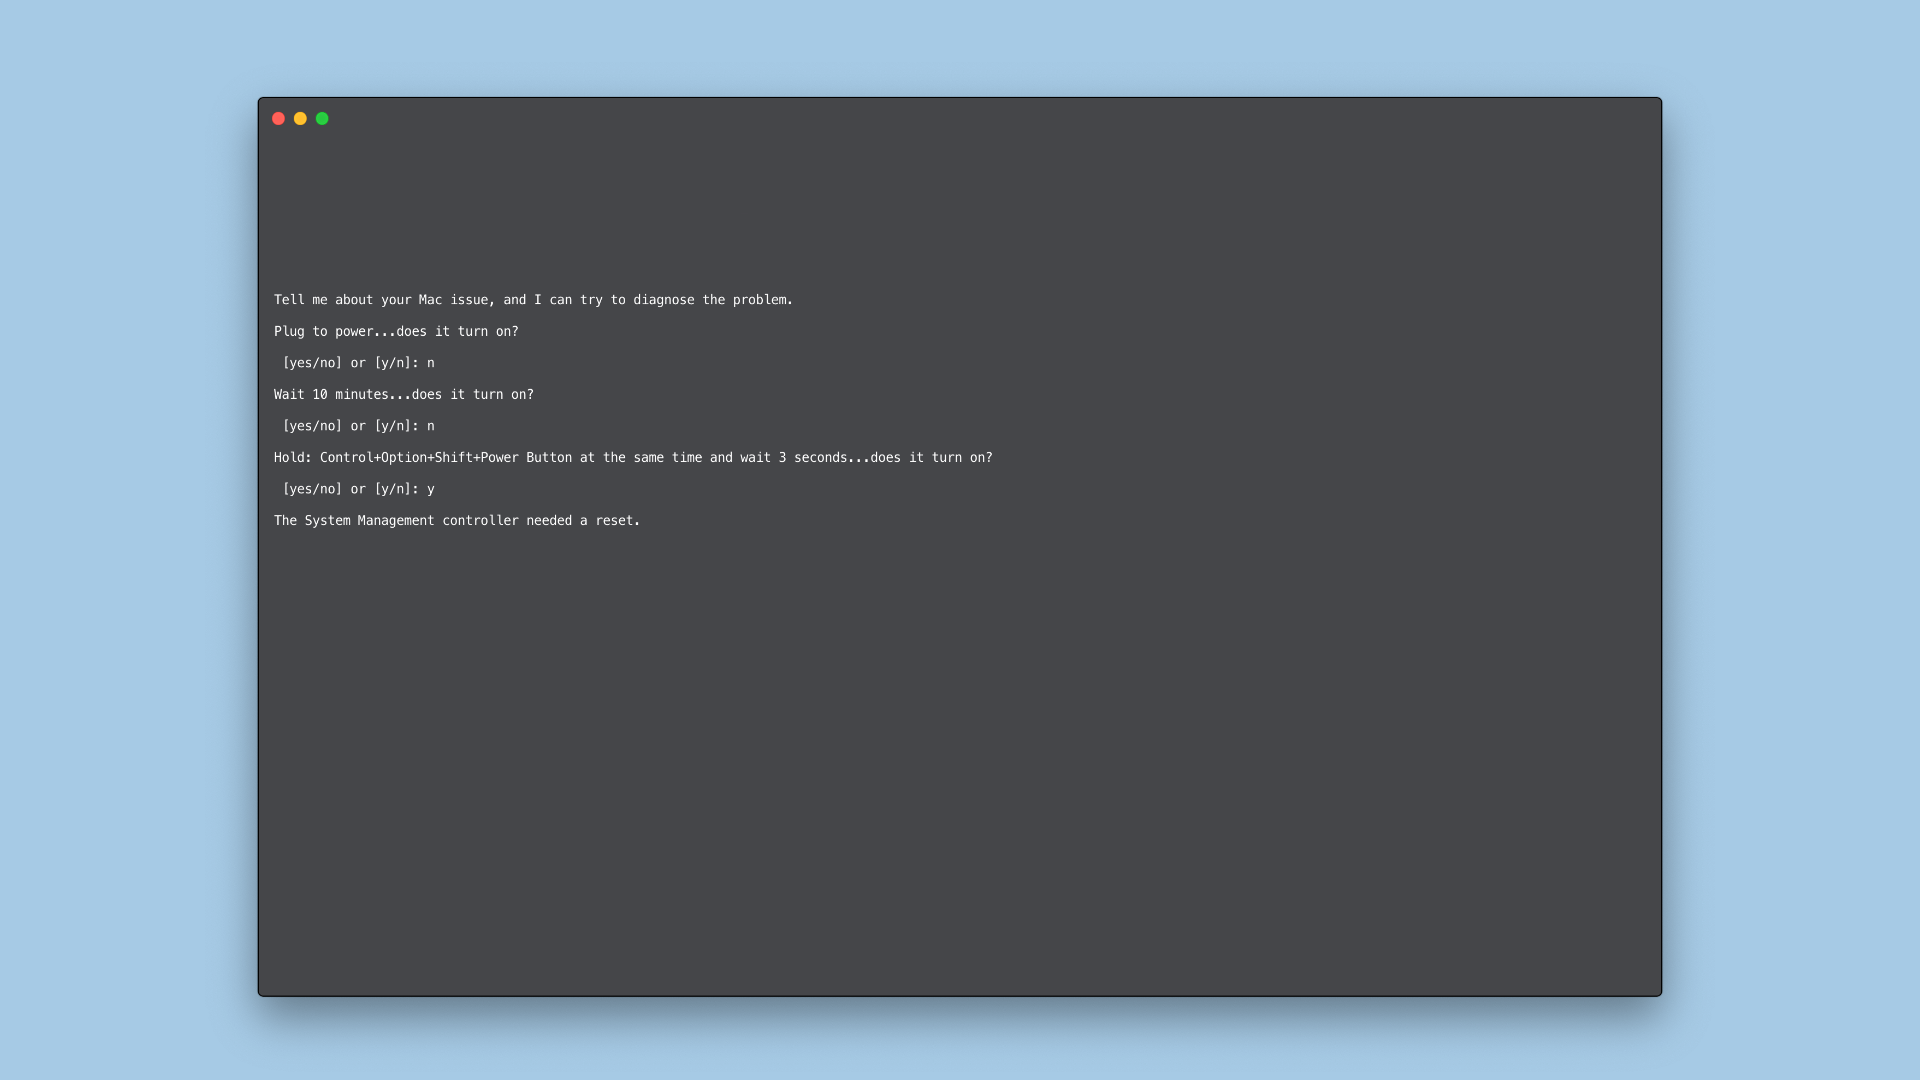 Tell me about your Mac issue, and I can try to diagnose the problem.
Plug to power...does it turn on?
[yes/no] or [y/n]: n
Wait 10 minutes...does it turn on?
[yes/no] or [y/n]: n
Hold: Control+Option+Shift+Power Button at the same time and wait 3 seconds...does it turn on?
[yes/no] or [y/n]: y
The System Management controller needed a reset.